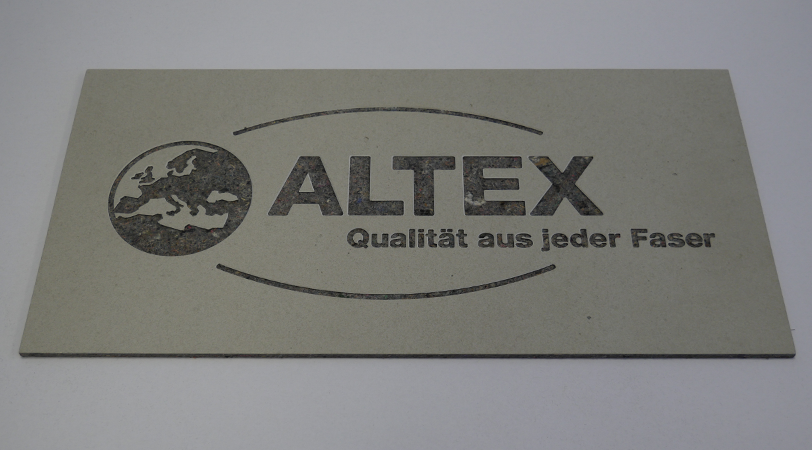 ALTEX
Qualität aus jeder Faser